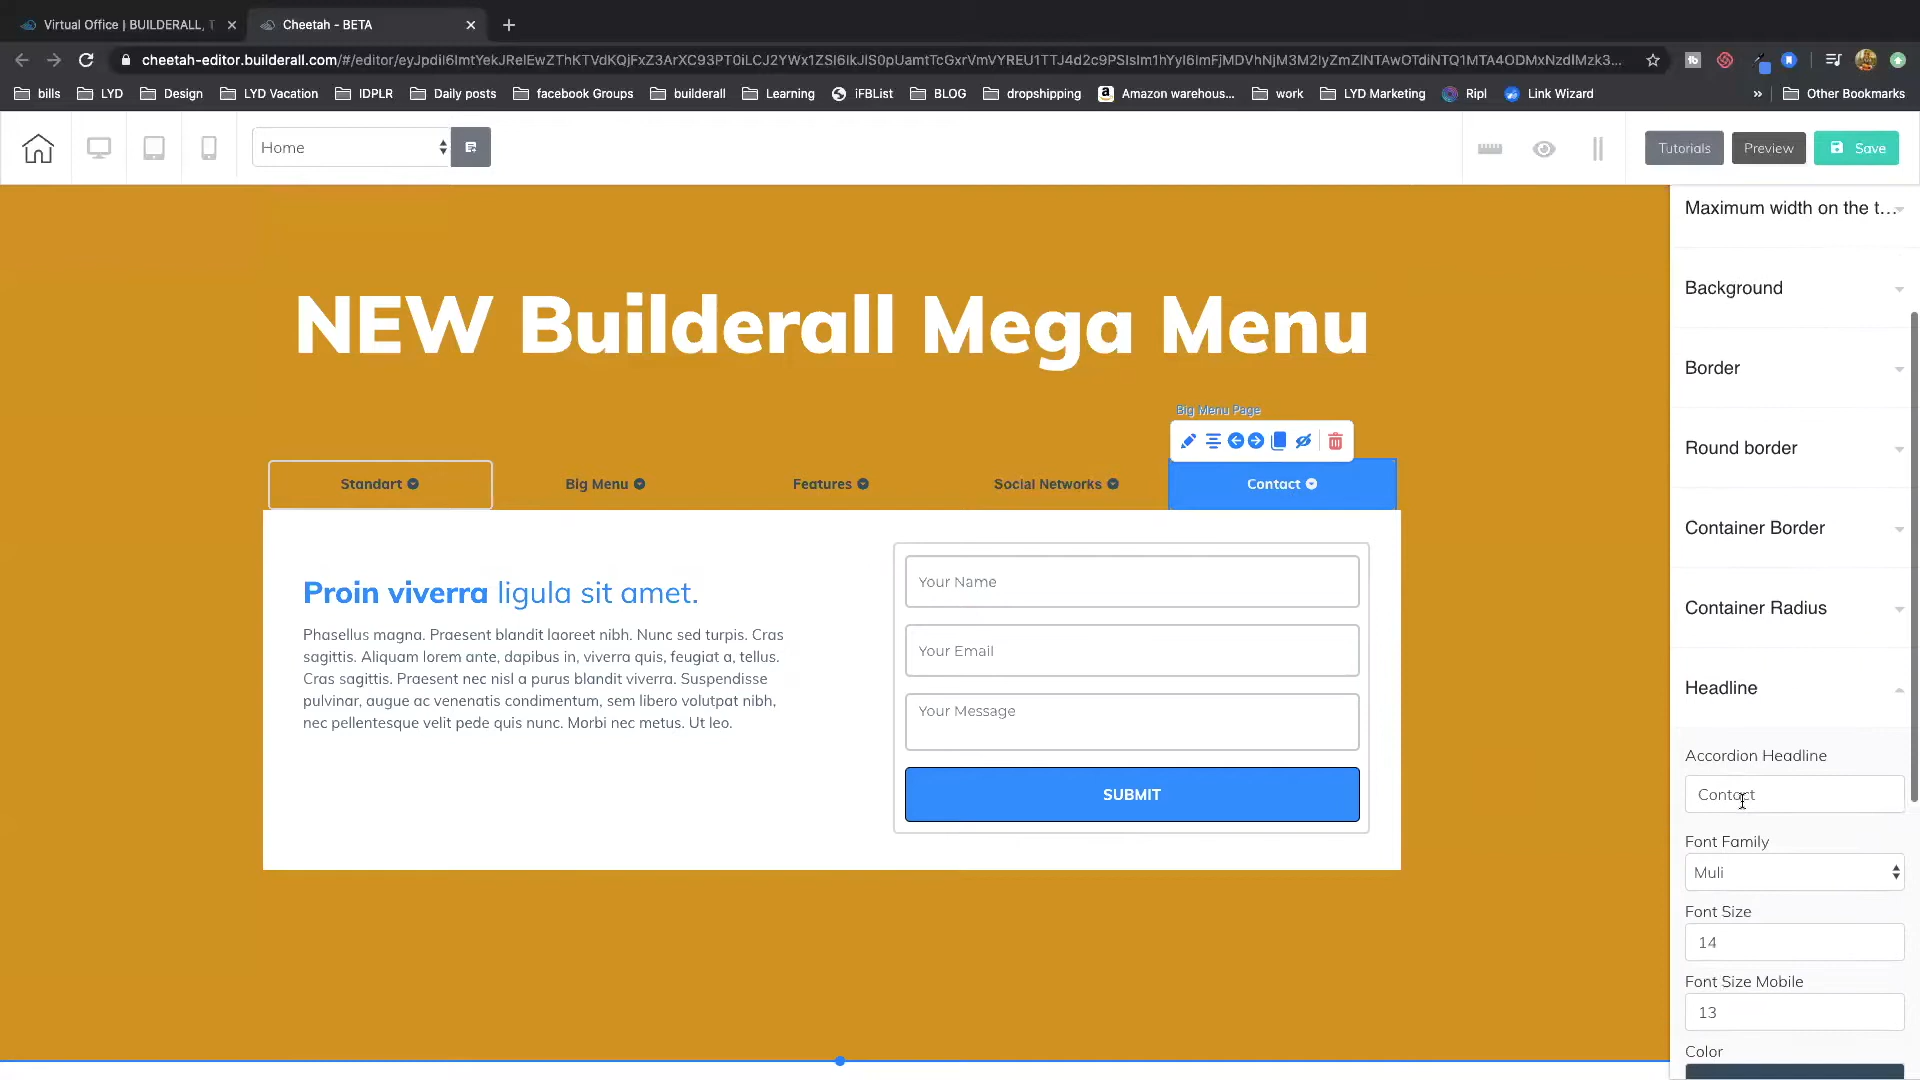 Virtual Office | BUILDERALL, T
Cheetah - BETA
cheetah-editor.builderall.com
bills
LYD
Design
LYD Vacation
IDPLR
Daily posts
facebook Groups
builderall
Learning
iFBList
BLOG
dropshipping
Amazon warehous...
work
LYD Marketing
Ripl
Link Wizard
»
Other Bookmarks
Home
Tutorials
Preview
Save
Maximum width on the t...
Background
Border
Round border
Container Border
Container Radius
Headline
Accordion Headline
Contact
Font Family
Muli
Font Size
14
Font Size Mobile
13
Color
NEW Builderall Mega Menu
Big Menu Page
Standart
Big Menu
Features
Social Networks
Contact
Proin viverra ligula sit amet.
Phasellus magna. Praesent blandit laoreet nibh. Nunc sed turpis. Cras
sagittis. Aliquam lorem ante, dapibus in, viverra quis, feugiat a, tellus.
Cras sagittis. Praesent nec nisl a purus blandit viverra. Suspendisse
pulvinar, augue ac venenatis condimentum, sem libero volutpat nibh,
nec pellentesque velit pede quis nunc. Morbi nec metus. Ut leo.
Your Name
Your Email
Your Message
SUBMIT